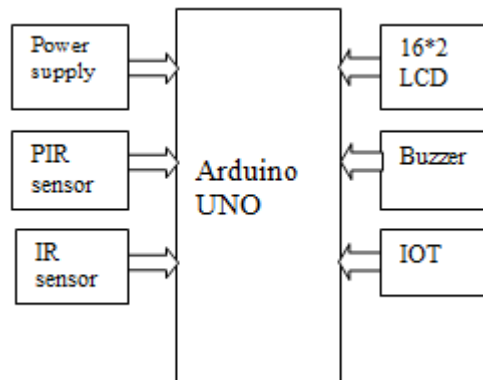 Power
supply
PIR
sensor
IR
sensor
Arduino
UNO
16*2
LCD
Buzzer
IOT